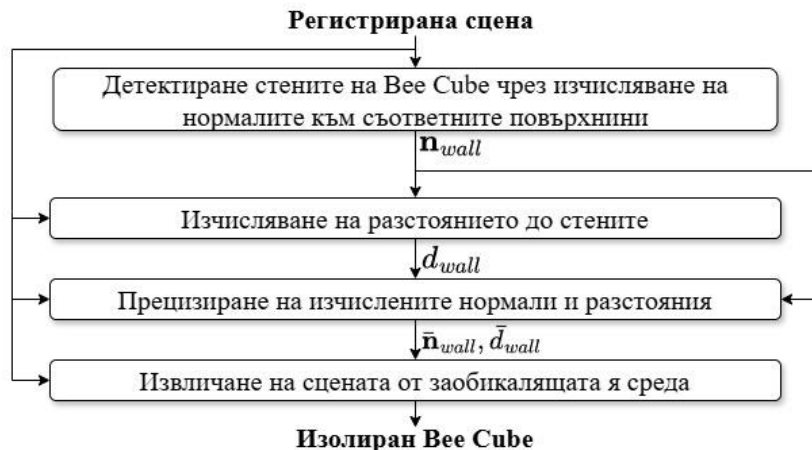 Регистрирана сцена
Детектиране стените на Bee Cube чрез изчисляване на
нормалите към съответните повърхнини
n_wall
Изчисляване на разстоянието до стените
d_wall
Прецизиране на изчислените нормали и разстояния
n̄_wall, d̄_wall
Извличане на сцената от заобикалящата я среда
Изолиран Bee Cube